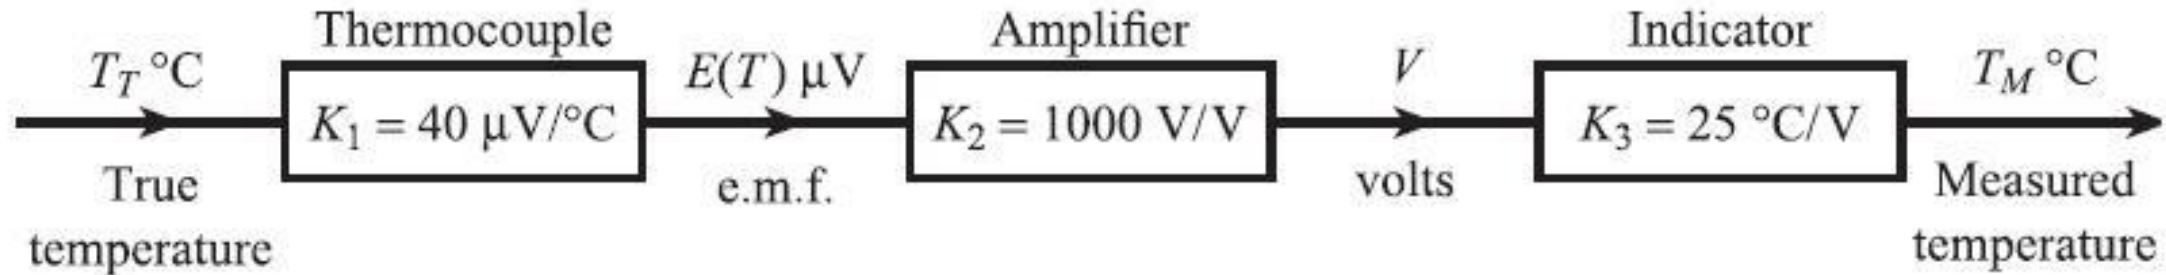 Thermocouple
Amplifier
Indicator
T_T °C
E(T) μV
V
T_M °C
K_1 = 40 μV/°C
K_2 = 1000 V/V
K_3 = 25 °C/V
True
temperature
e.m.f.
volts
Measured
temperature